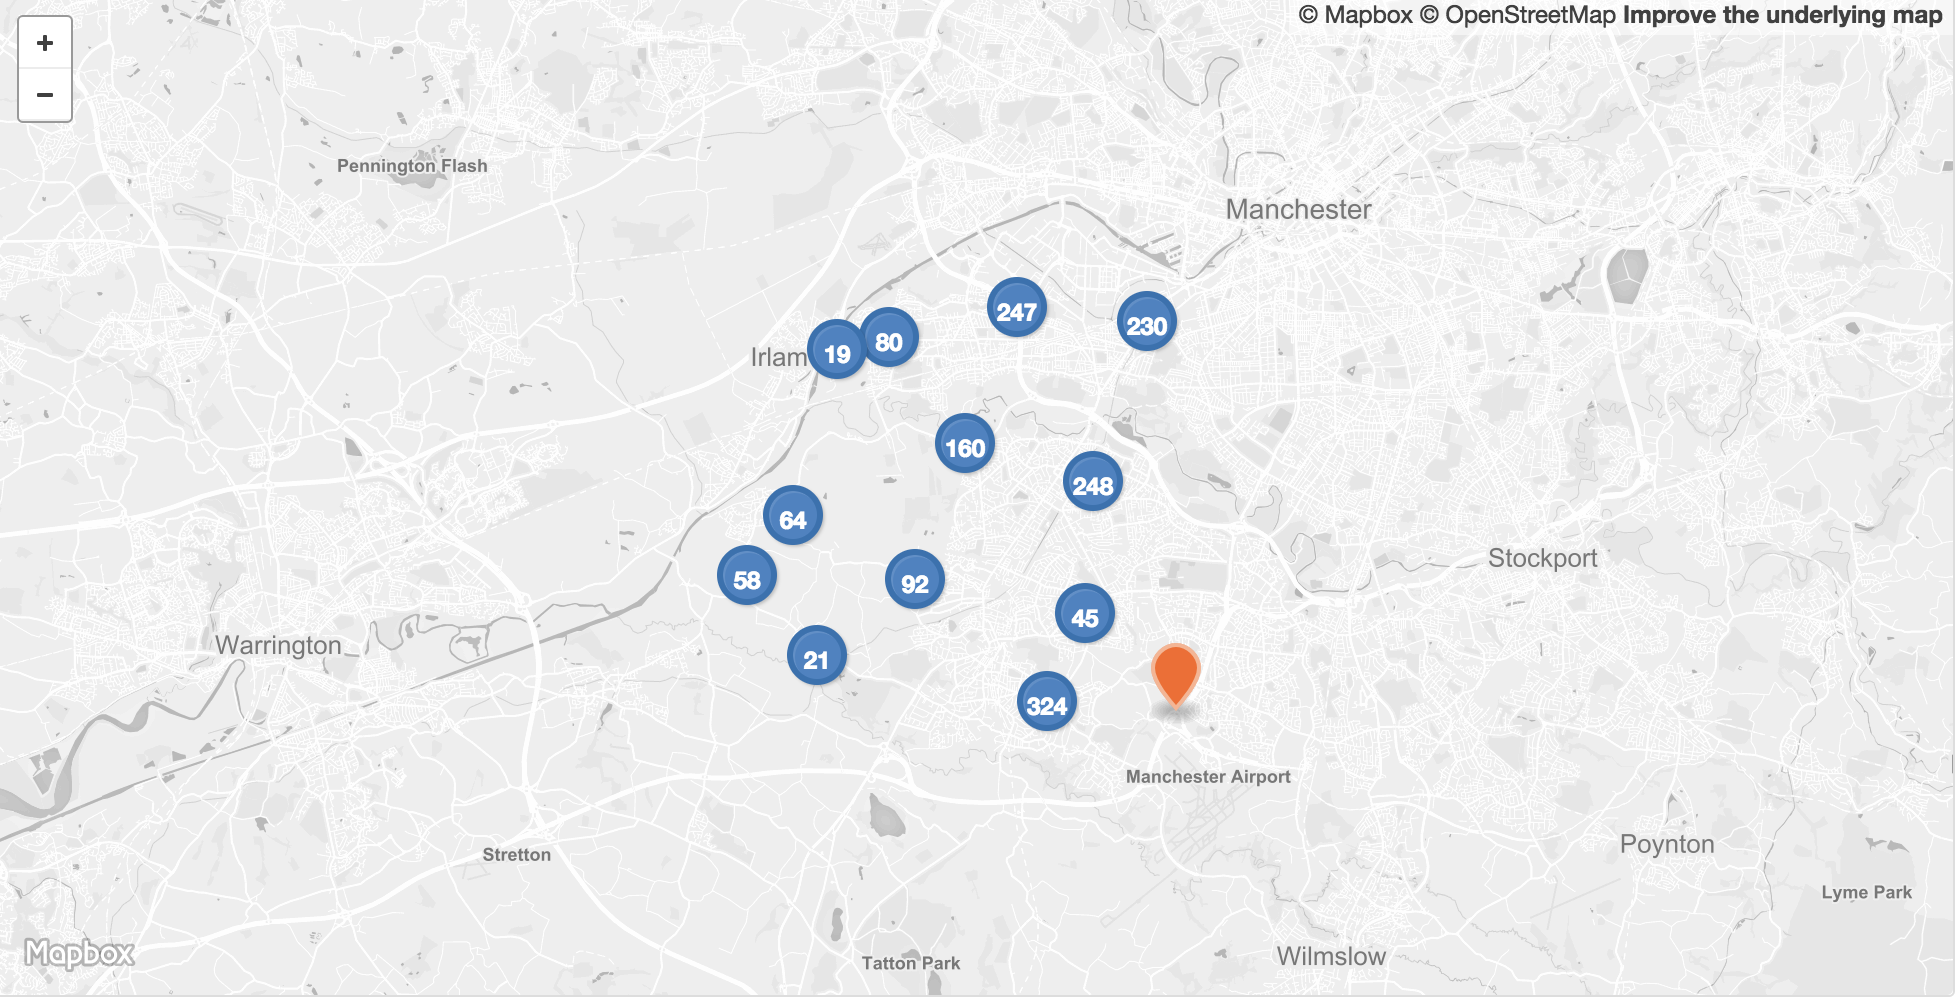 © Mapbox © OpenStreetMap Improve the underlying map
+
−
Pennington Flash
Manchester
247
230
80
19
Irlam
160
248
64
Stockport
58
92
45
Warrington
21
324
Manchester Airport
Poynton
Stretton
Lyme Park
Mapbox
Wilmslow
Tatton Park